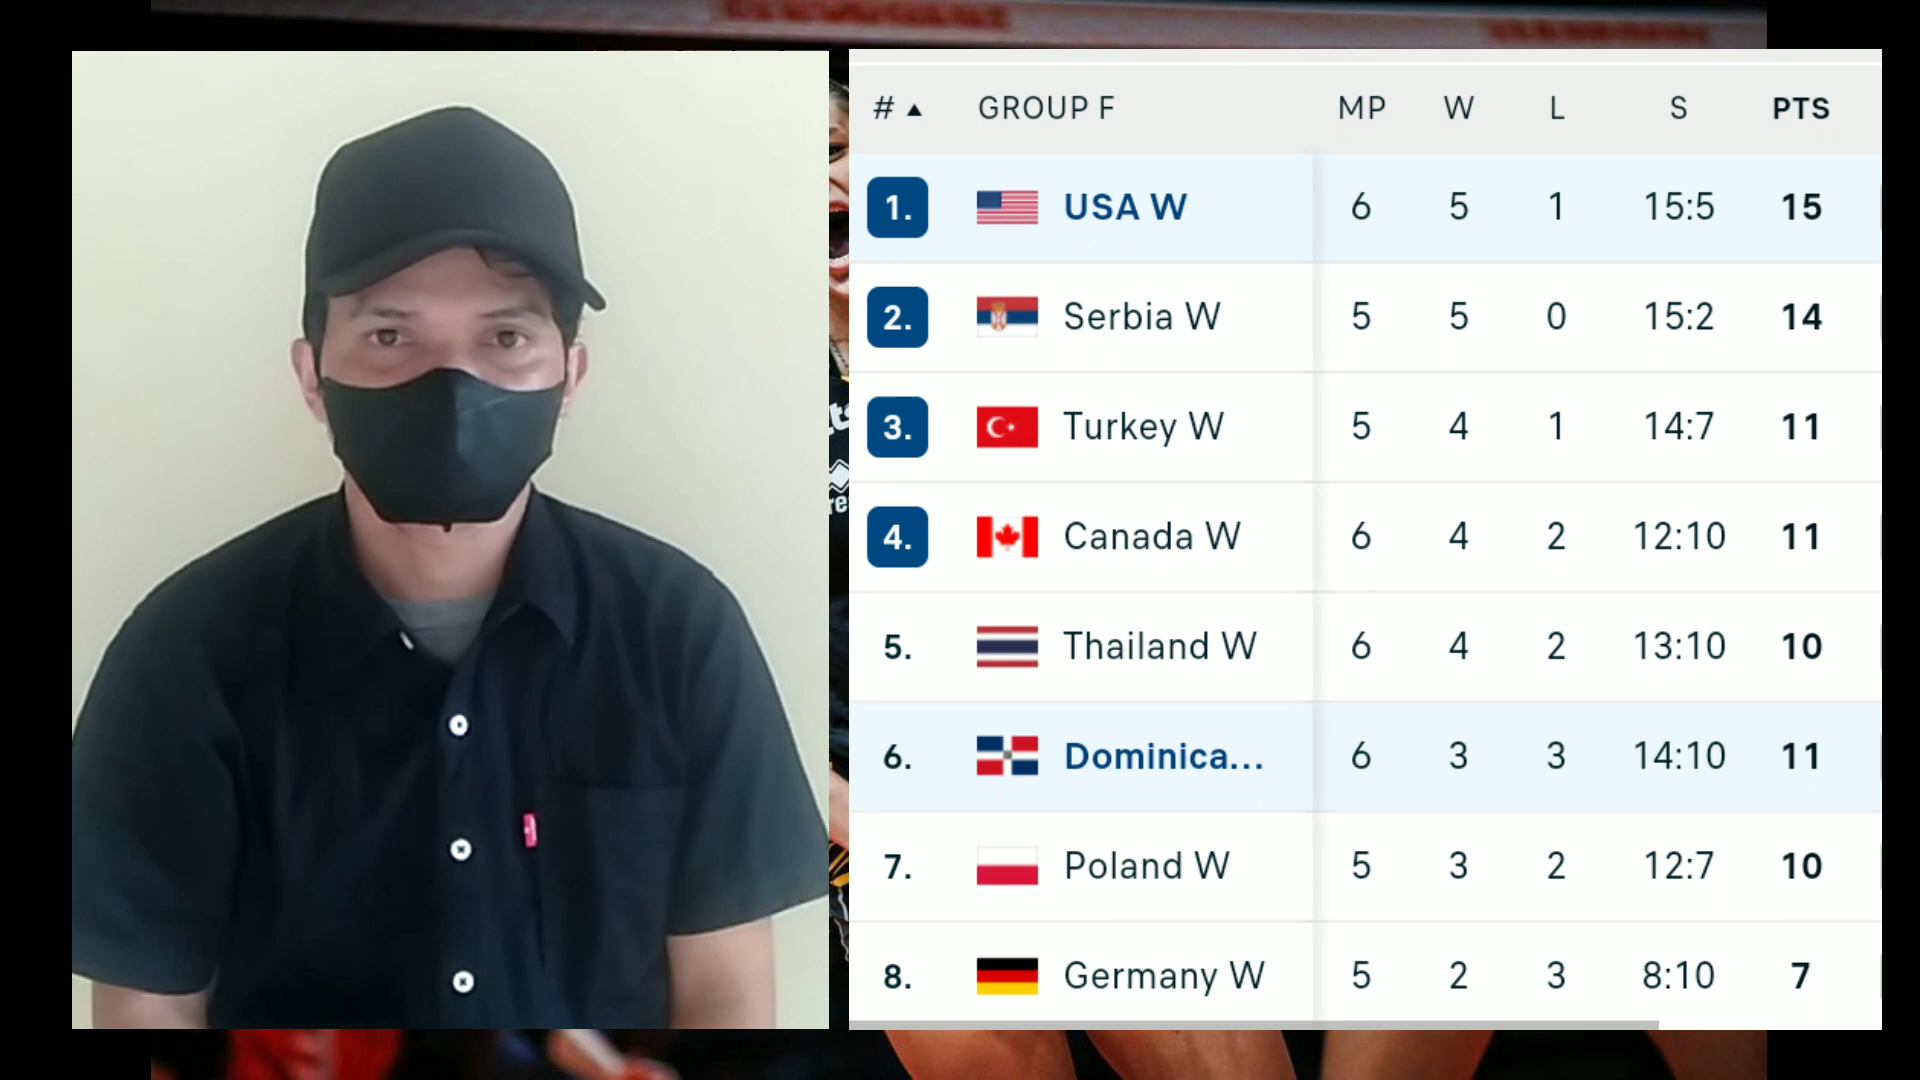 # ▲ GROUP F MP W L S PTS
1. USA W 6 5 1 15:5 15
2. Serbia W 5 5 0 15:2 14
3. Turkey W 5 4 1 14:7 11
4. Canada W 6 4 2 12:10 11
5. Thailand W 6 4 2 13:10 10
6. Dominica... 6 3 3 14:10 11
7. Poland W 5 3 2 12:7 10
8. Germany W 5 2 3 8:10 7